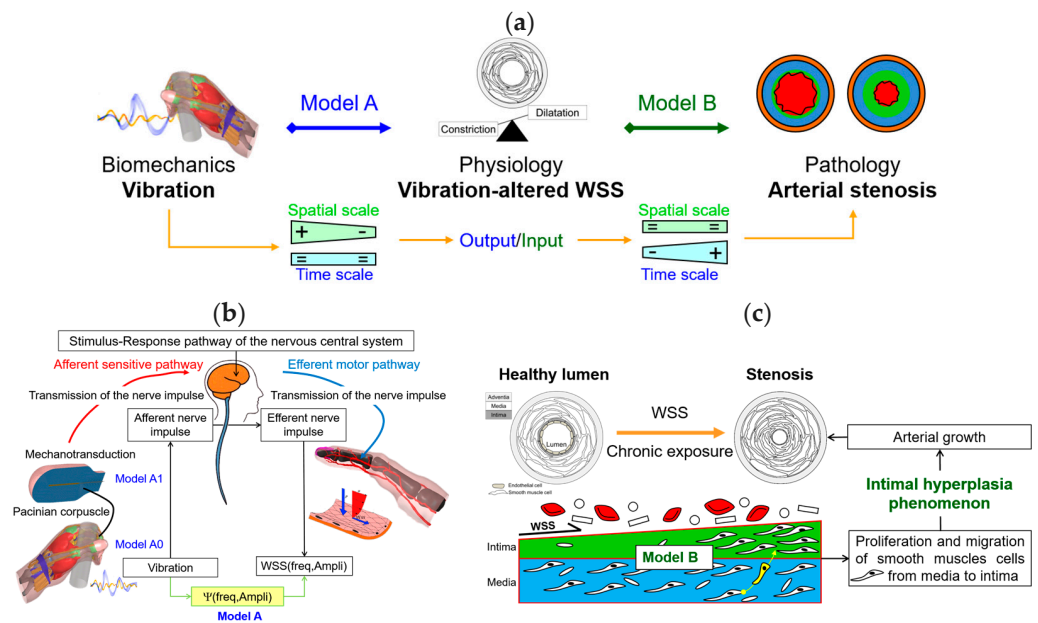 (a)
Model A
Model B
Constriction
Dilatation
Biomechanics
Vibration
Physiology
Vibration-altered WSS
Pathology
Arterial stenosis
Spatial scale
+ -
= =
Time scale
Output/Input
Spatial scale
= =
- +
Time scale
(b)
Stimulus-Response pathway of the nervous central system
Afferent sensitive pathway
Efferent motor pathway
Transmission of the nerve impulse
Transmission of the nerve impulse
Afferent nerve
impulse
Efferent nerve
impulse
Mechanotransduction
Model A1
Pacinian corpuscle
Model A0
Vibration
WSS(freq,Ampli)
Ψ(freq,Ampli)
Model A
(c)
Healthy lumen
Stenosis
Adventia
Media
Intima
Lumen
Endothelial cell
Smooth muscle cell
WSS
Chronic exposure
Arterial growth
Intimal hyperplasia
phenomenon
WSS
Intima
Media
Model B
Proliferation and migration
of smooth muscles cells
from media to intima